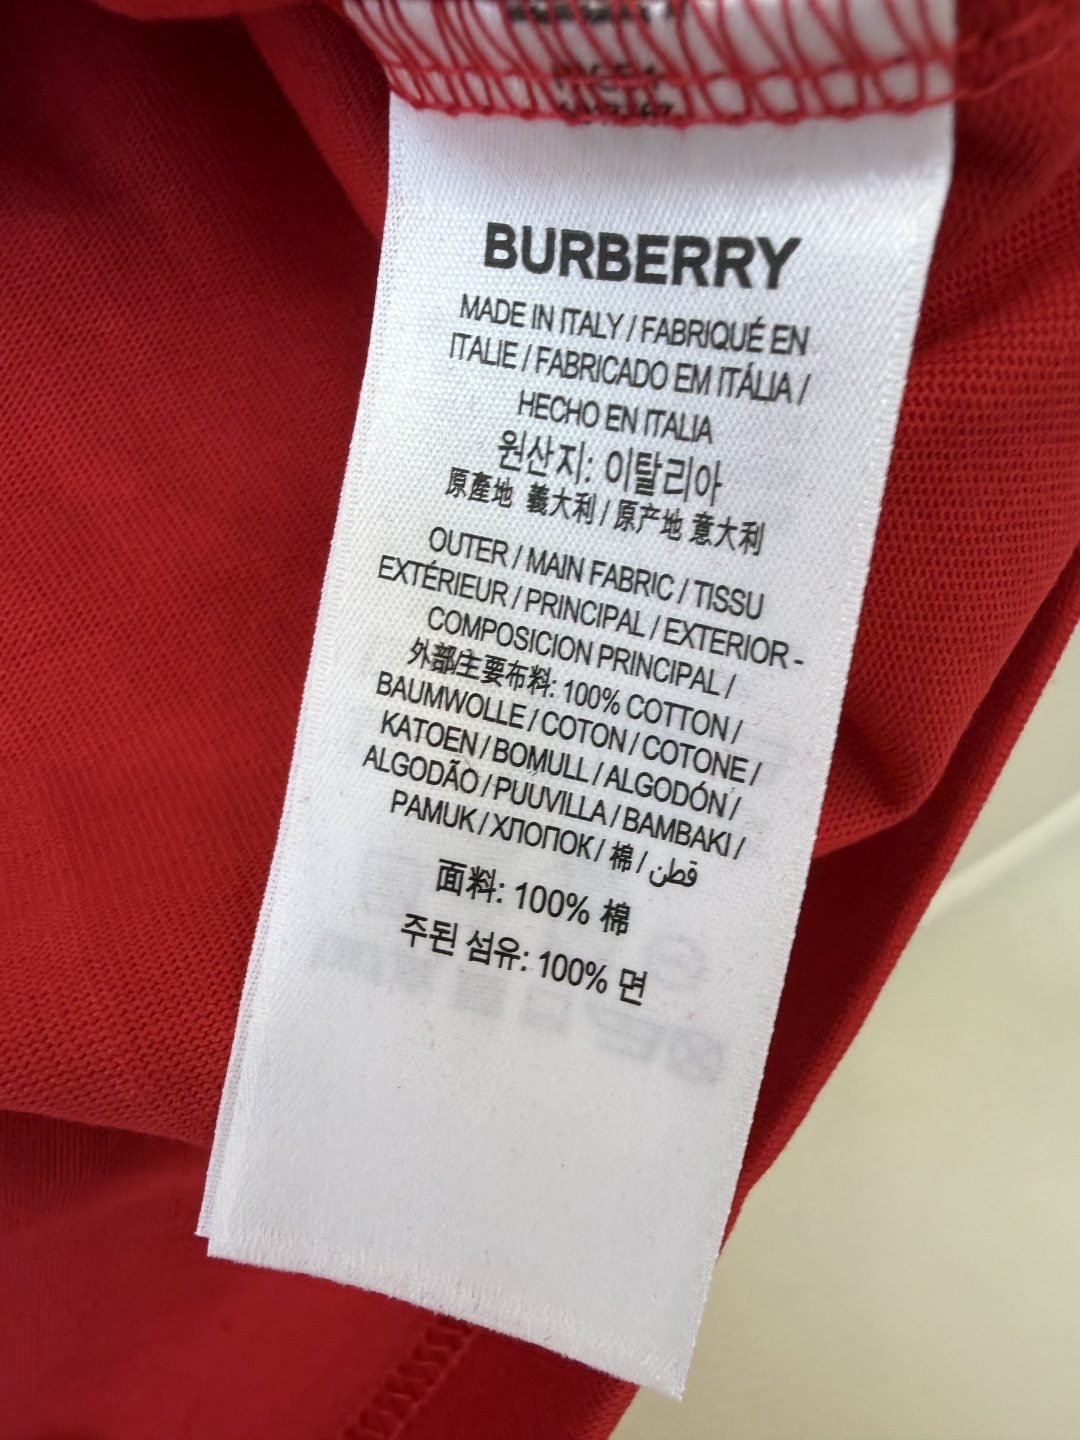 BURBERRY
MADE IN ITALY / FABRIQUÉ EN
ITALIE / FABRICADO EM ITÁLIA /
HECHO EN ITALIA
원산지: 이탈리아
原產地 義大利 / 原产地 意大利
OUTER / MAIN FABRIC / TISSU
EXTÉRIEUR / PRINCIPAL / EXTERIOR -
COMPOSICION PRINCIPAL /
外部/主要布料: 100% COTTON /
BAUMWOLLE / COTON / COTONE /
KATOEN / BOMULL / ALGODÓN /
ALGODÃO / PUUVILLA / BAMBAKI /
PAMUK / ХЛОПОК / 棉 / قطن
面料: 100% 棉
주된 섬유: 100% 면